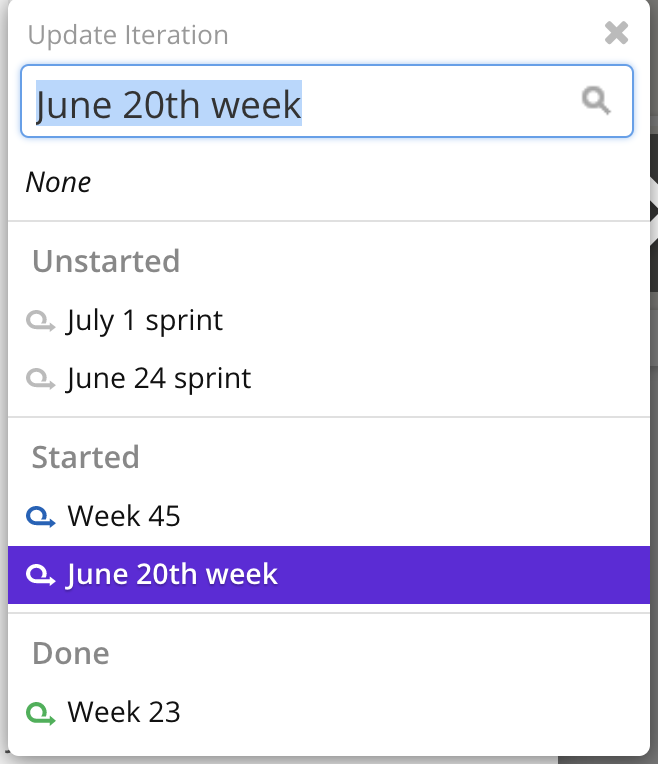 Update Iteration
June 20th week
None
Unstarted
July 1 sprint
June 24 sprint
Started
Week 45
June 20th week
Done
Week 23